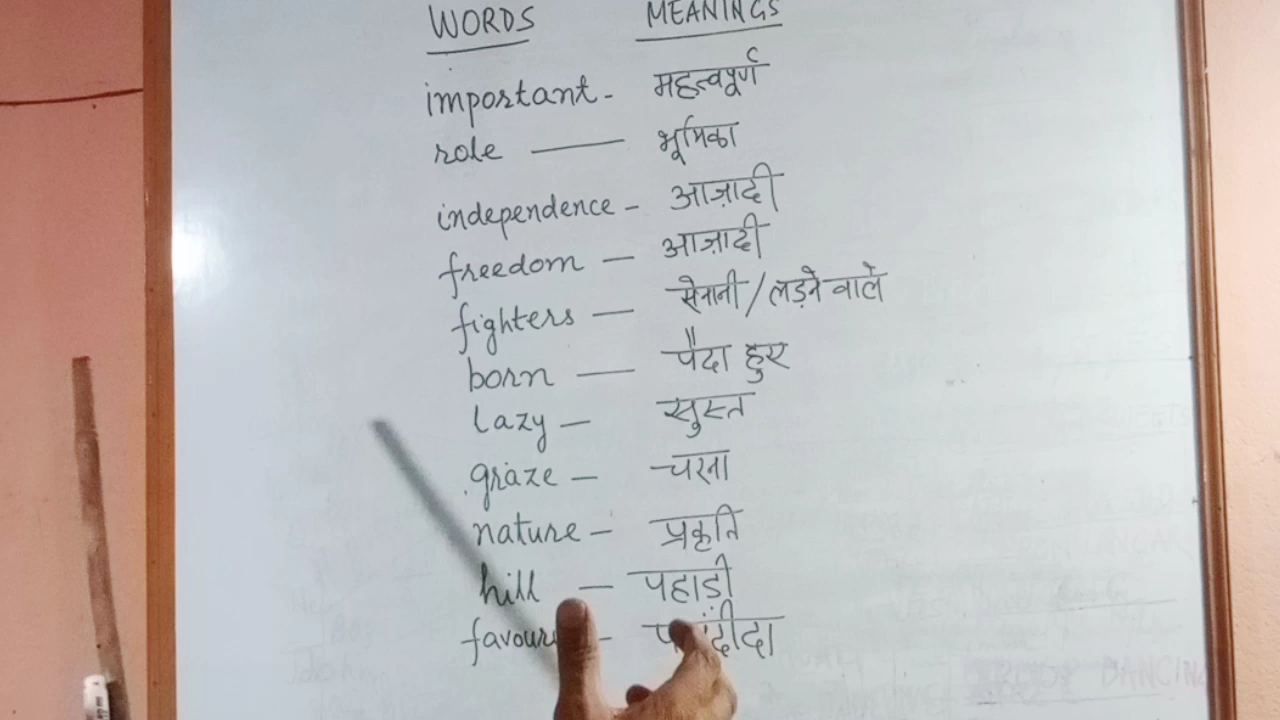 WORDS MEANINGS
important - महत्वपूर्ण
role — भूमिका
independence - आज़ादी
freedom - आज़ादी
fighters — सेनानी / लड़ने वाले
born — पैदा हुए
lazy - सुस्त
graze - चरना
nature - प्रकृति
hill - पहाड़ी